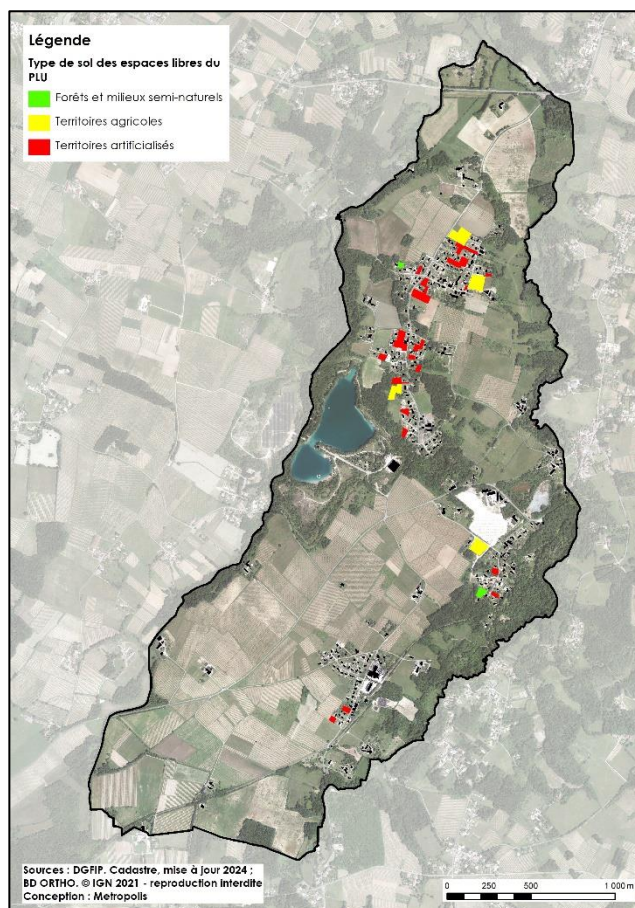 Légende
Type de sol des espaces libres du
PLU
Forêts et milieux semi-naturels
Territoires agricoles
Territoires artificialisés
Sources : DGFIP. Cadastre, mise à jour 2024 ;
BD ORTHO. © IGN 2021 - reproduction interdite
Conception : Metropolis
0 250 500 1 000 m